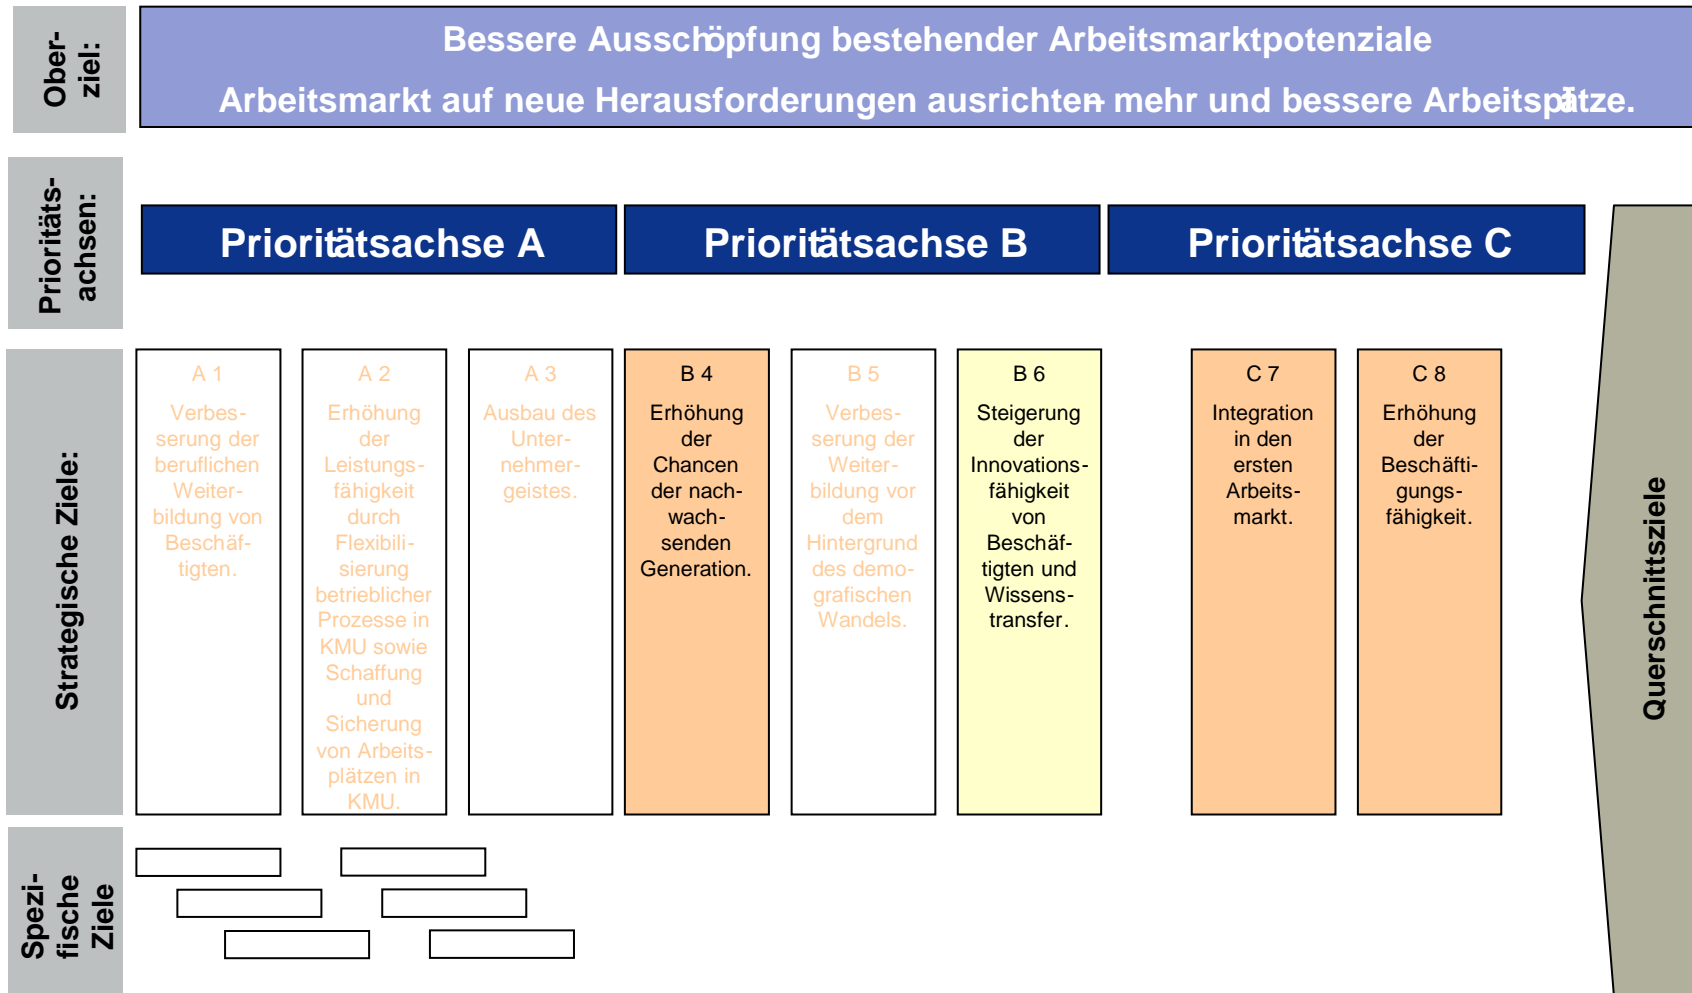 Ober-
ziel:
Bessere Ausschöpfung bestehender Arbeitsmarktpotenziale
Arbeitsmarkt auf neue Herausforderungen ausrichten – mehr und bessere Arbeitsplätze.
Prioritäts-
achsen:
Prioritätsachse A
Prioritätsachse B
Prioritätsachse C
Strategische Ziele:
A 1
Verbes-
serung der
beruflichen
Weiter-
bildung von
Beschäf-
tigten.
A 2
Erhöhung
der
Leistungs-
fähigkeit
durch
Flexibili-
sierung
betrieblicher
Prozesse in
KMU sowie
Schaffung
und
Sicherung
von Arbeits-
plätzen in
KMU.
A 3
Ausbau des
Unter-
nehmer-
geistes.
B 4
Erhöhung
der
Chancen
der nach-
wach-
senden
Generation.
B 5
Verbes-
serung der
Weiter-
bildung vor
dem
Hintergrund
des demo-
grafischen
Wandels.
B 6
Steigerung
der
Innovations-
fähigkeit
von
Beschäf-
tigten und
Wissens-
transfer.
C 7
Integration
in den
ersten
Arbeits-
markt.
C 8
Erhöhung
der
Beschäfti-
gungs-
fähigkeit.
Querschnittsziele
Spezi-
fische
Ziele